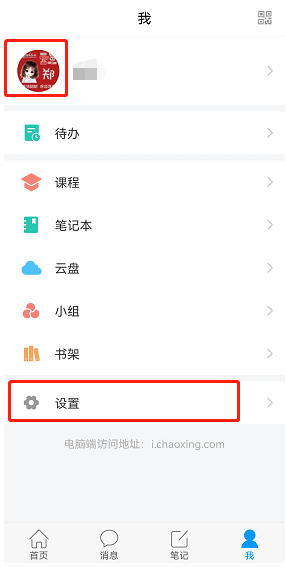 我
郑
待办
课程
笔记本
云盘
小组
书架
设置
电脑端访问地址：i.chaoxing.com
首页
消息
笔记
我